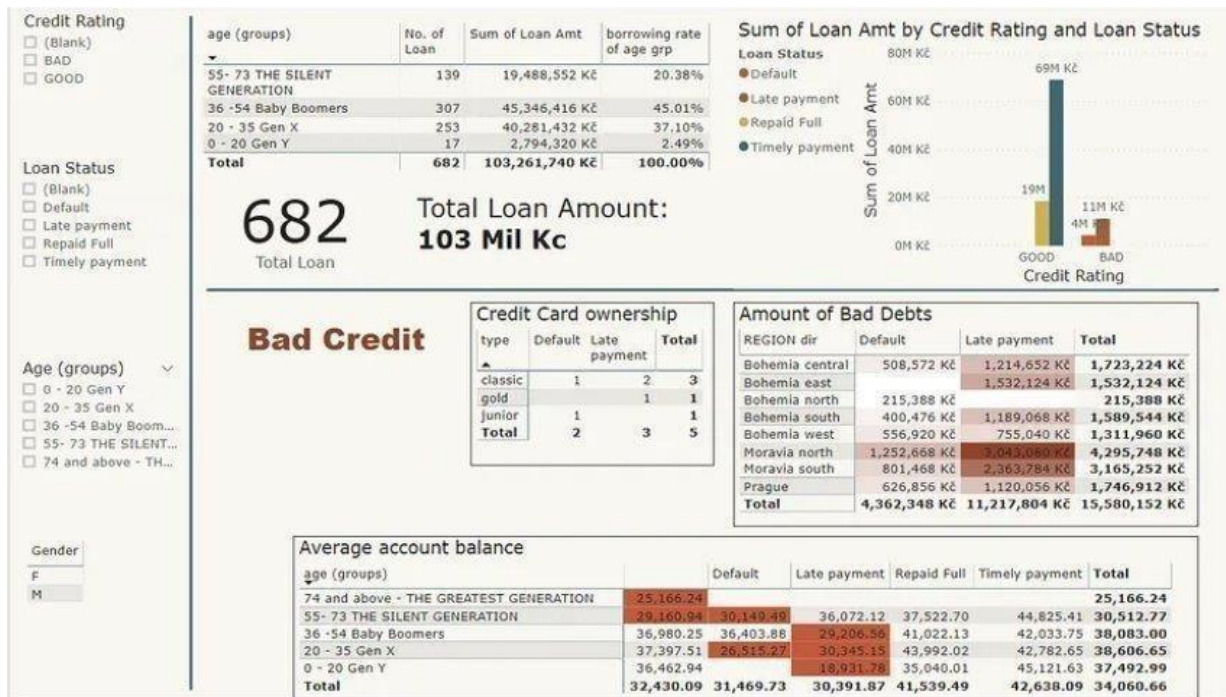 Credit Rating
(Blank)
BAD
GOOD
Loan Status
(Blank)
Default
Late payment
Repaid Full
Timely payment
Age (groups)
0 - 20 Gen Y
20 - 35 Gen X
36 -54 Baby Boom...
55- 73 THE SILENT...
74 and above - TH...
Gender
F
M
age (groups) No. of Loan Sum of Loan Amt borrowing rate of age grp
55- 73 THE SILENT GENERATION 139 19,488,552 Kč 20.38%
36 -54 Baby Boomers 307 45,346,416 Kč 45.01%
20 - 35 Gen X 253 40,281,432 Kč 37.10%
0 - 20 Gen Y 17 2,794,320 Kč 2.49%
Total 682 103,261,740 Kč 100.00%
682
Total Loan
Total Loan Amount:
103 Mil Kc
Sum of Loan Amt by Credit Rating and Loan Status
Loan Status
Default
Late payment
Repaid Full
Timely payment
Sum of Loan Amt
80M Kč
60M Kč
40M Kč
20M Kč
0M Kč
69M Kč
19M
11M Kč
4M
GOOD BAD
Credit Rating
Bad Credit
Credit Card ownership
type Default Late payment Total
classic 1 2 3
gold 1 1
junior 1 1
Total 2 3 5
Amount of Bad Debts
REGION dir Default Late payment Total
Bohemia central 508,572 Kč 1,214,652 Kč 1,723,224 Kč
Bohemia east 1,532,124 Kč 1,532,124 Kč
Bohemia north 215,388 Kč 215,388 Kč
Bohemia south 400,476 Kč 1,189,068 Kč 1,589,544 Kč
Bohemia west 556,920 Kč 755,040 Kč 1,311,960 Kč
Moravia north 1,252,668 Kč 3,043,080 Kč 4,295,748 Kč
Moravia south 801,468 Kč 2,363,784 Kč 3,165,252 Kč
Prague 626,856 Kč 1,120,056 Kč 1,746,912 Kč
Total 4,362,348 Kč 11,217,804 Kč 15,580,152 Kč
Average account balance
age (groups) Default Late payment Repaid Full Timely payment Total
74 and above - THE GREATEST GENERATION 25,166.24 25,166.24
55- 73 THE SILENT GENERATION 29,160.94 30,149.49 36,072.12 37,522.70 44,825.41 30,512.77
36 -54 Baby Boomers 36,980.25 36,403.88 29,206.56 41,022.13 42,033.75 38,083.00
20 - 35 Gen X 37,397.51 26,515.27 30,345.15 43,992.02 42,782.65 38,606.65
0 - 20 Gen Y 36,462.94 18,931.78 35,040.01 45,121.63 37,492.99
Total 32,430.09 31,469.73 30,391.87 41,539.49 42,638.09 34,060.66